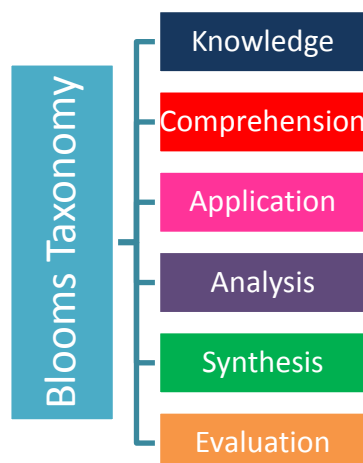 Blooms Taxonomy
Knowledge
Comprehension
Application
Analysis
Synthesis
Evaluation